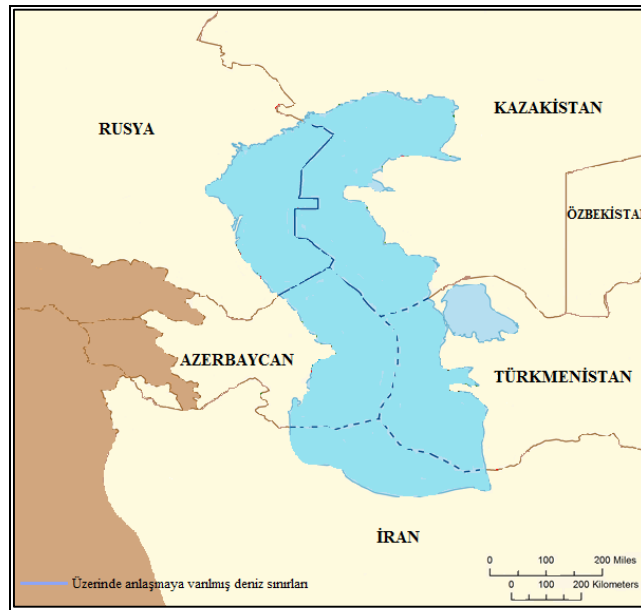 KAZAKİSTAN
RUSYA
ÖZBEKİSTAN
AZERBAYCAN
TÜRKMENİSTAN
İRAN
0 100 200 Miles
0 100 200 Kilometers
Üzerinde anlaşmaya varılmış deniz sınırları